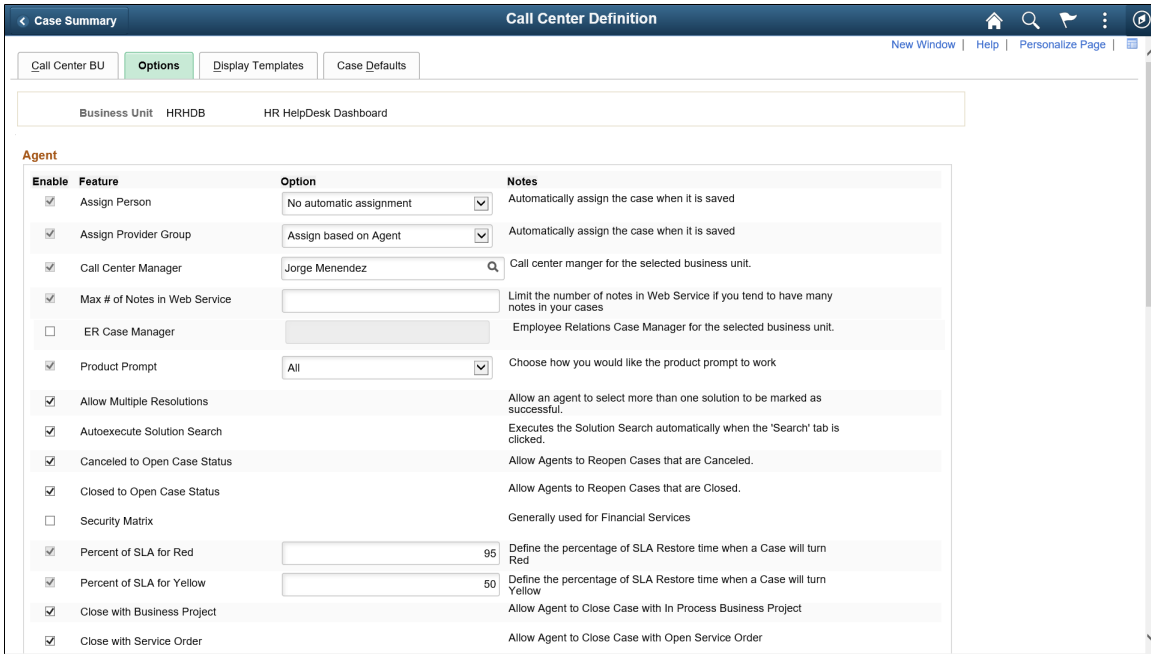 Case Summary
Call Center Definition
New Window | Help | Personalize Page |
Call Center BU
Options
Display Templates
Case Defaults
Business Unit HRHDB HR HelpDesk Dashboard
Agent
Enable Feature Option Notes
Assign Person No automatic assignment Automatically assign the case when it is saved
Assign Provider Group Assign based on Agent Automatically assign the case when it is saved
Call Center Manager Jorge Menendez Call center manger for the selected business unit.
Max # of Notes in Web Service Limit the number of notes in Web Service if you tend to have many
notes in your cases
ER Case Manager Employee Relations Case Manager for the selected business unit.
Product Prompt All Choose how you would like the product prompt to work
Allow Multiple Resolutions Allow an agent to select more than one solution to be marked as
successful.
Autoexecute Solution Search Executes the Solution Search automatically when the 'Search' tab is
clicked.
Canceled to Open Case Status Allow Agents to Reopen Cases that are Canceled.
Closed to Open Case Status Allow Agents to Reopen Cases that are Closed.
Security Matrix Generally used for Financial Services
Percent of SLA for Red 95 Define the percentage of SLA Restore time when a Case will turn
Red
Percent of SLA for Yellow 50 Define the percentage of SLA Restore time when a Case will turn
Yellow
Close with Business Project Allow Agent to Close Case with In Process Business Project
Close with Service Order Allow Agent to Close Case with Open Service Order